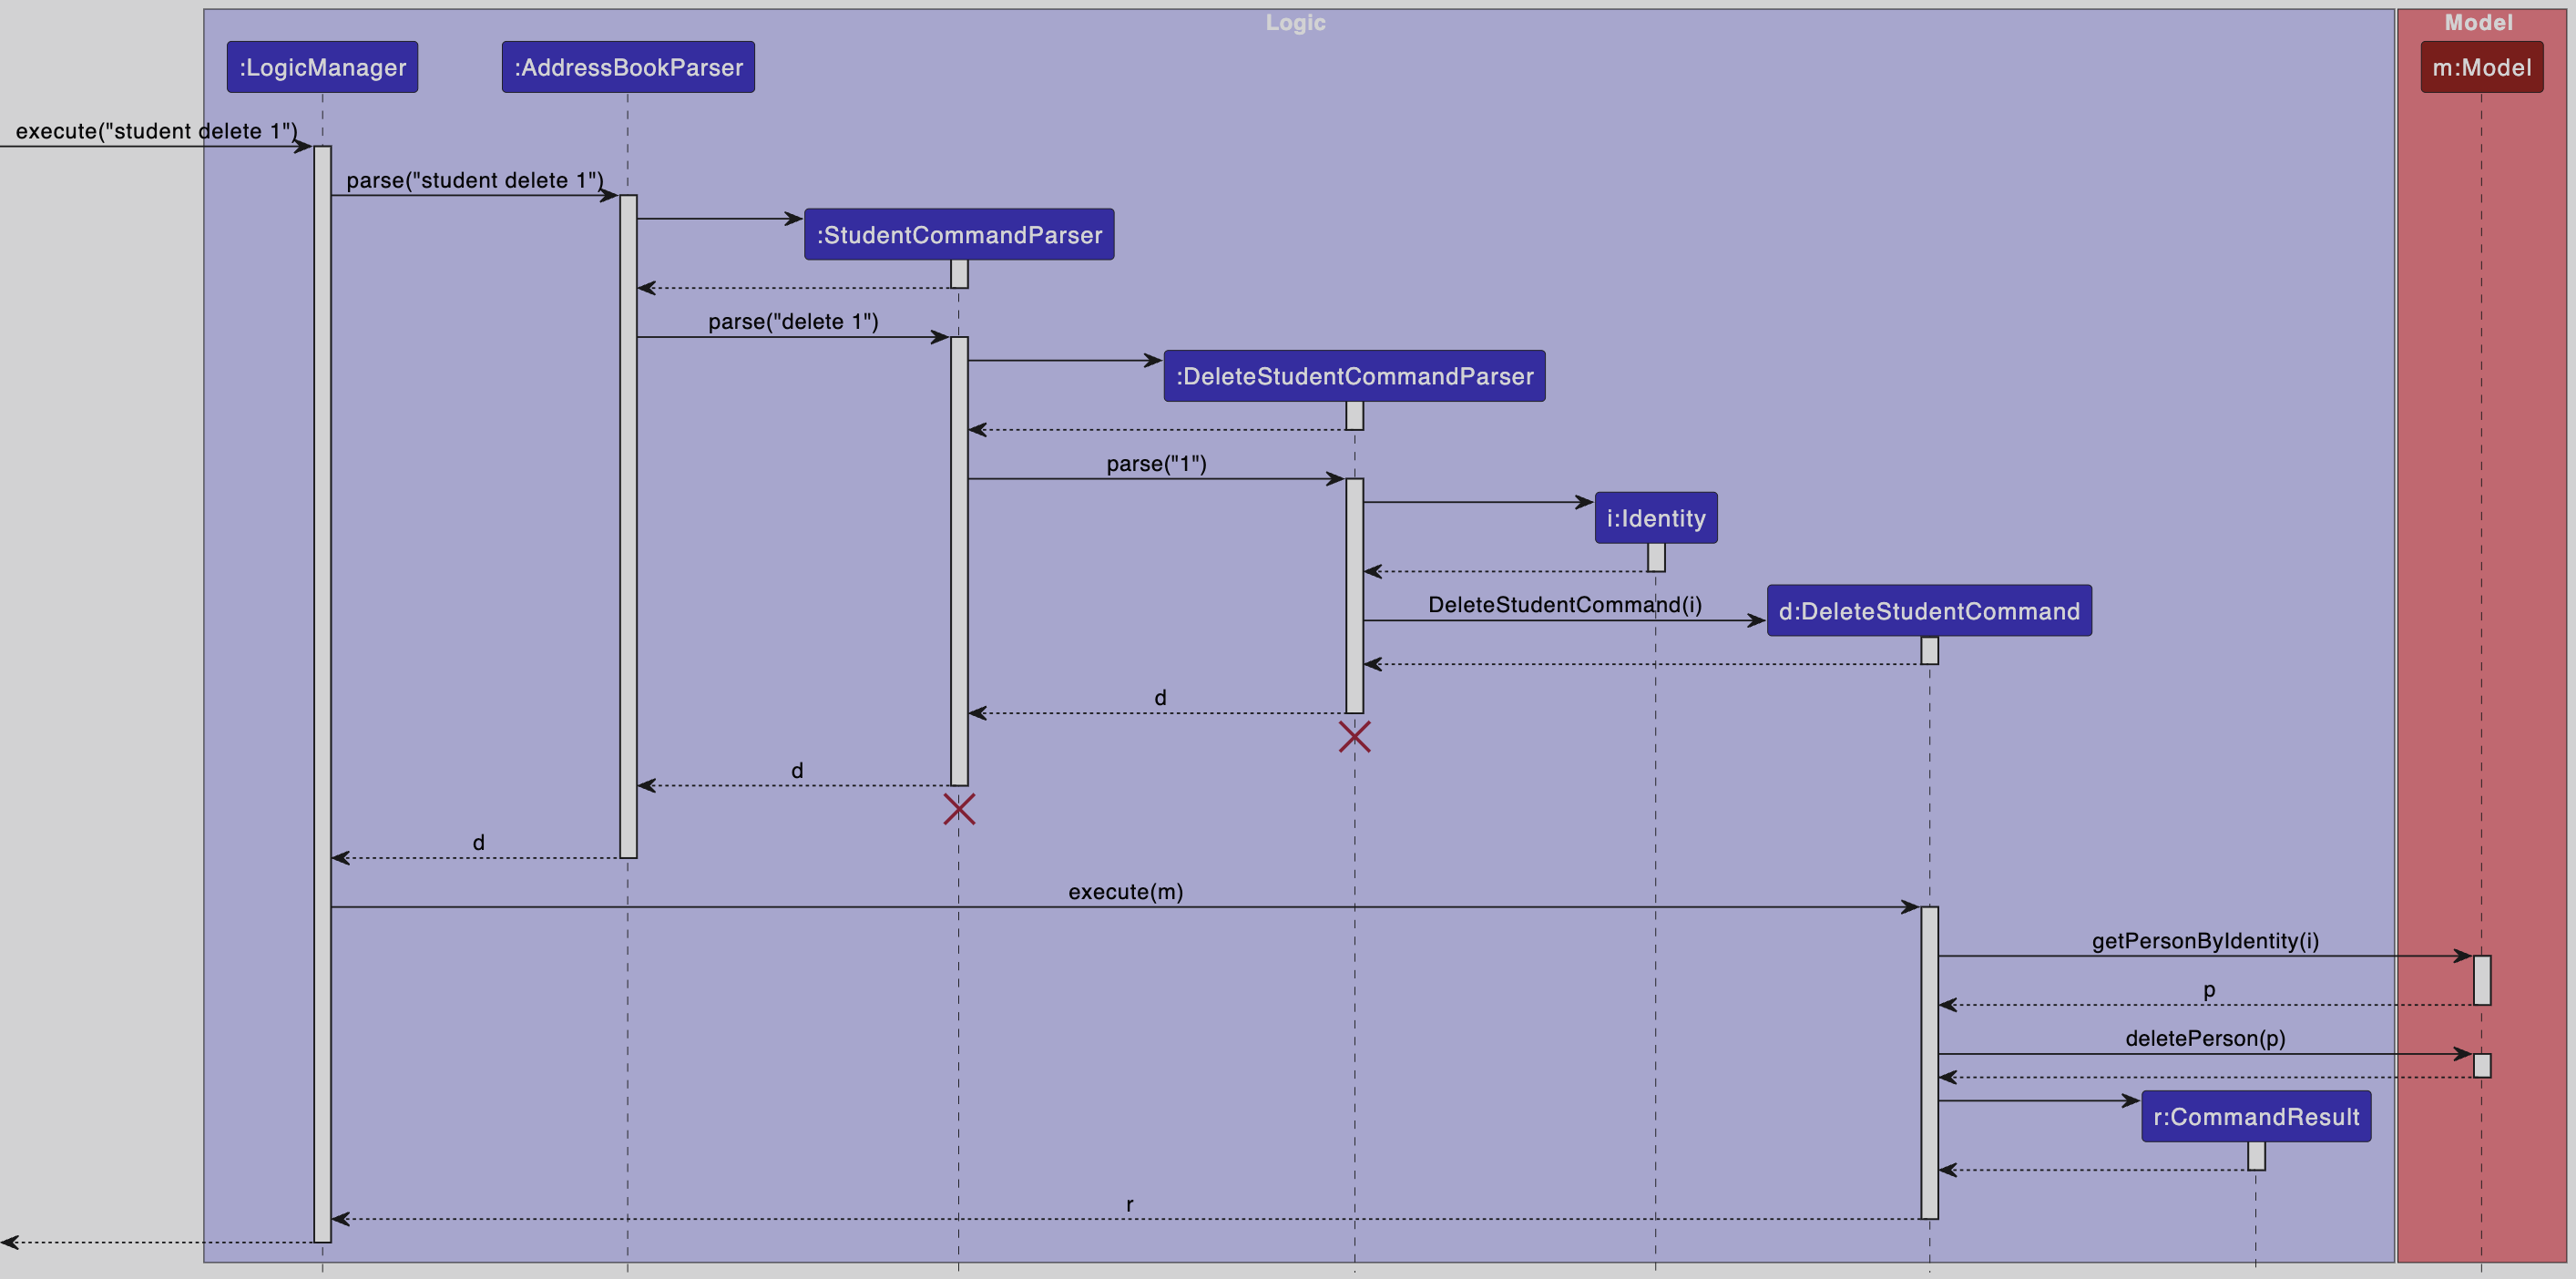 Logic
Model
:LogicManager
:AddressBookParser
m:Model
execute("student delete 1")
parse("student delete 1")
:StudentCommandParser
parse("delete 1")
:DeleteStudentCommandParser
parse("1")
i:Identity
DeleteStudentCommand(i)
d:DeleteStudentCommand
d
d
d
execute(m)
getPersonByIdentity(i)
p
deletePerson(p)
r:CommandResult
r